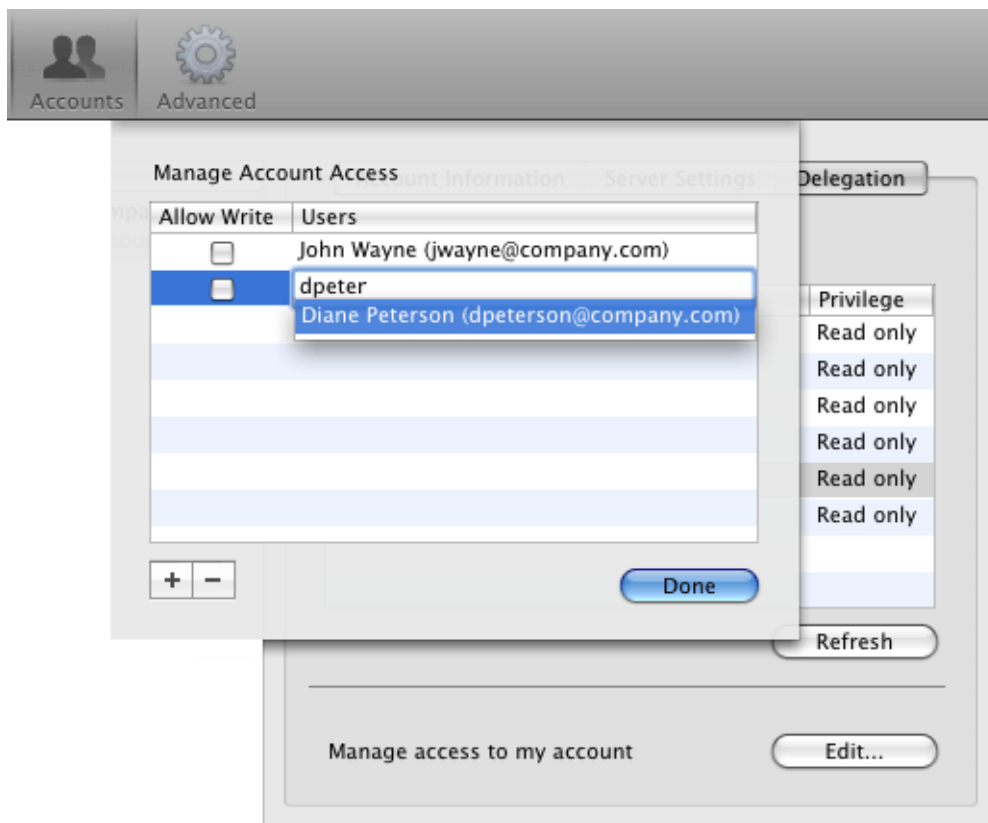 Accounts
Advanced
Manage Account Access
Account Information
Server Settings
Delegation
Allow Write
Users
John Wayne (jwayne@company.com)
dpeter
Diane Peterson (dpeterson@company.com)
Privilege
Read only
Read only
Read only
Read only
Read only
Read only
+ −
Done
Refresh
Manage access to my account
Edit...